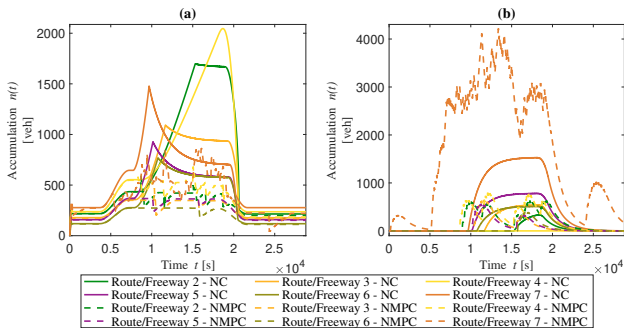 (a)
(b)
Accumulation n(t)
[veh]
2000
1500
1000
500
0
0
0.5
1
1.5
2
2.5
Time t [s]
×10⁴
Accumulation n(t)
[veh]
4000
3000
2000
1000
0
0
0.5
1
1.5
2
2.5
Time t [s]
×10⁴
Route/Freeway 2 - NC
Route/Freeway 3 - NC
Route/Freeway 4 - NC
Route/Freeway 5 - NC
Route/Freeway 6 - NC
Route/Freeway 7 - NC
Route/Freeway 2 - NMPC
Route/Freeway 3 - NMPC
Route/Freeway 4 - NMPC
Route/Freeway 5 - NMPC
Route/Freeway 6 - NMPC
Route/Freeway 7 - NMPC